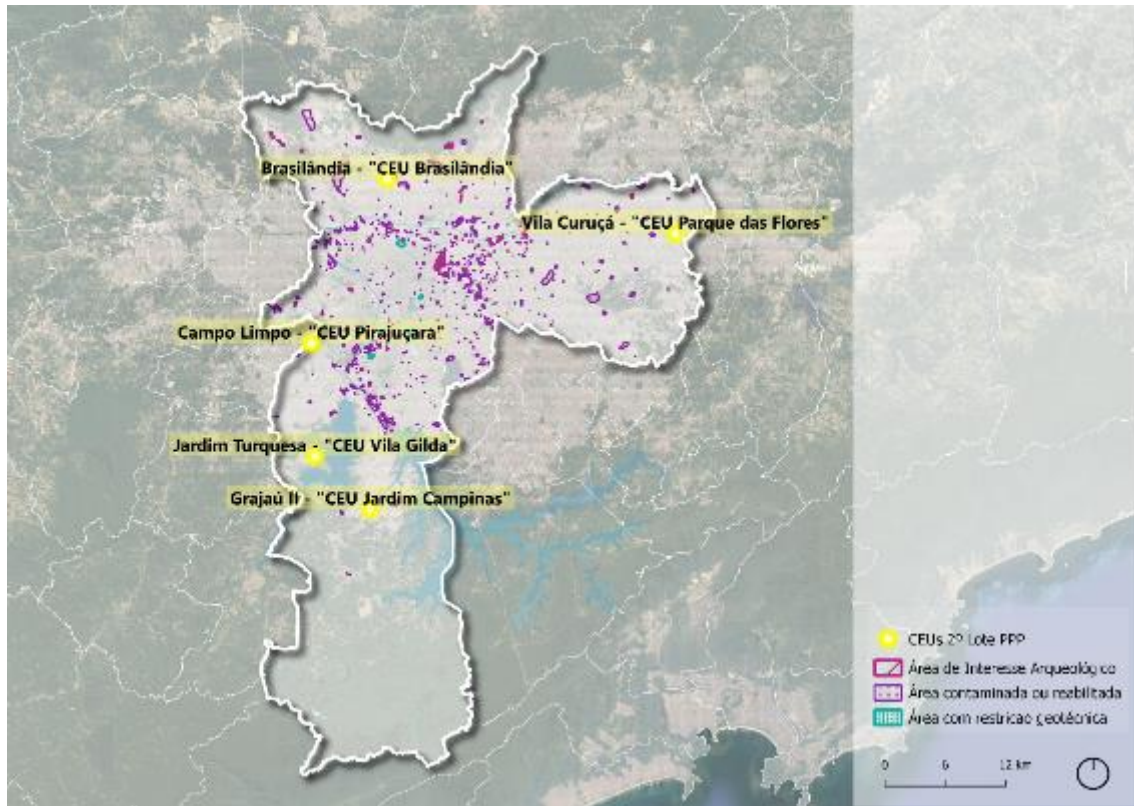 Brasilândia - "CEU Brasilândia"
Vila Curuçá - "CEU Parque das Flores"
Campo Limpo - "CEU Pirajuçara"
Jardim Turquesa - "CEU Vila Gilda"
Grajaú II - "CEU Jardim Campinas"
CEUs 2º Lote PPP
Área de Interesse Arqueológico
Área contaminada ou reabilitada
Área com restricao geotécnica
0 6 12 km